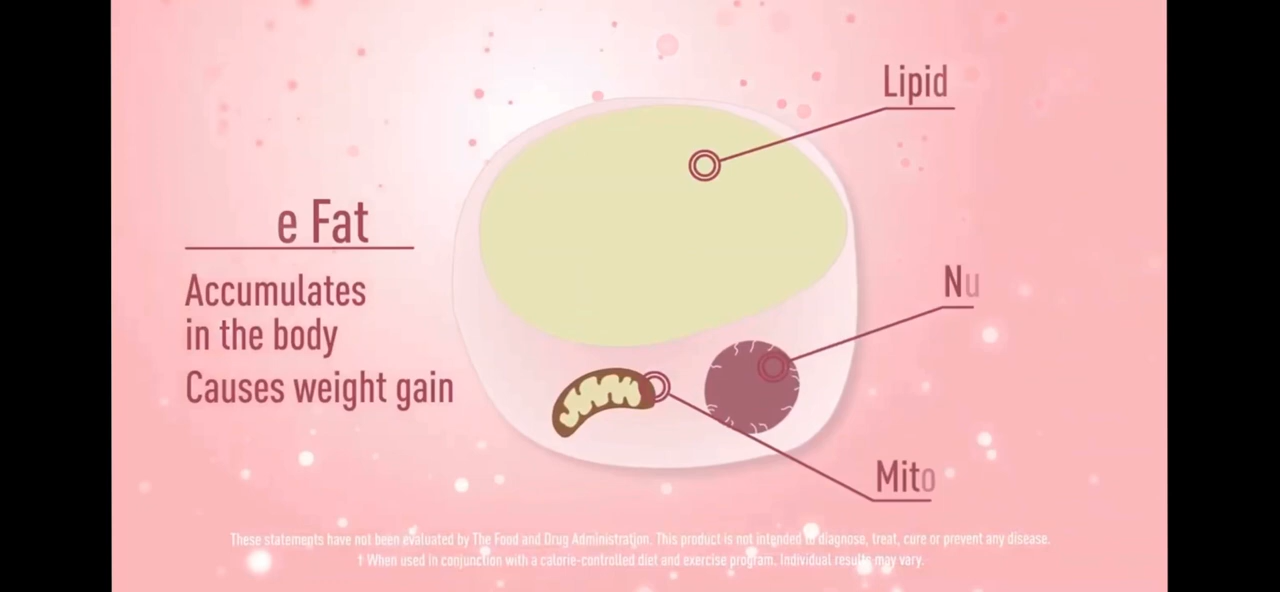 Lipid
e Fat
Accumulates
in the body
Causes weight gain
Nu
Mito
These statements have not been evaluated by The Food and Drug Administration. This product is not intended to diagnose, treat, cure or prevent any disease.
† When used in conjunction with a calorie-controlled diet and exercise program. Individual results may vary.